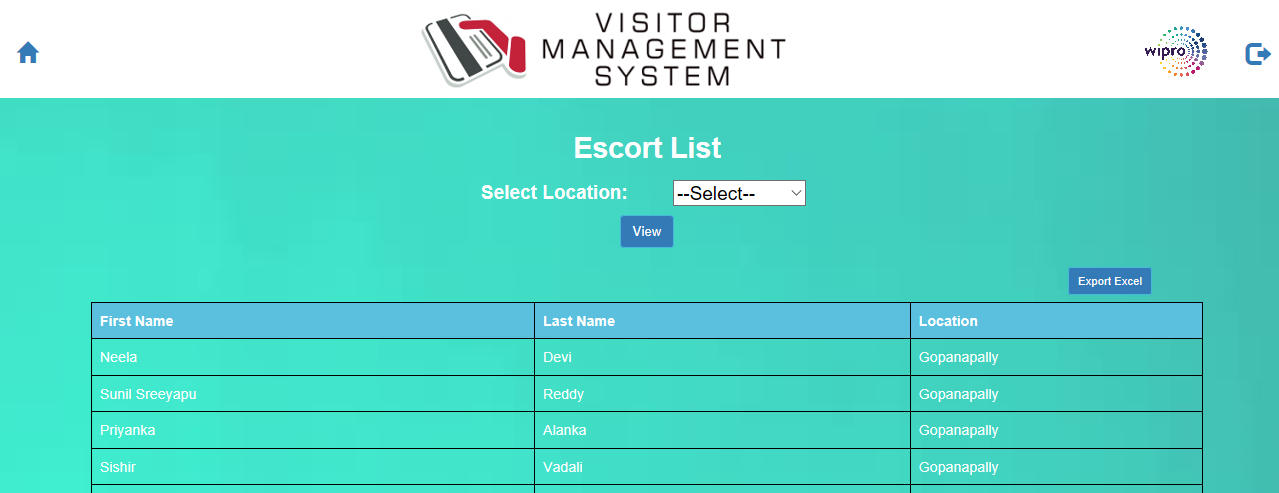 VISITOR
MANAGEMENT
SYSTEM
wipro
Escort List
Select Location: --Select--
View
Export Excel
First Name Last Name Location
Neela Devi Gopanapally
Sunil Sreeyapu Reddy Gopanapally
Priyanka Alanka Gopanapally
Sishir Vadali Gopanapally